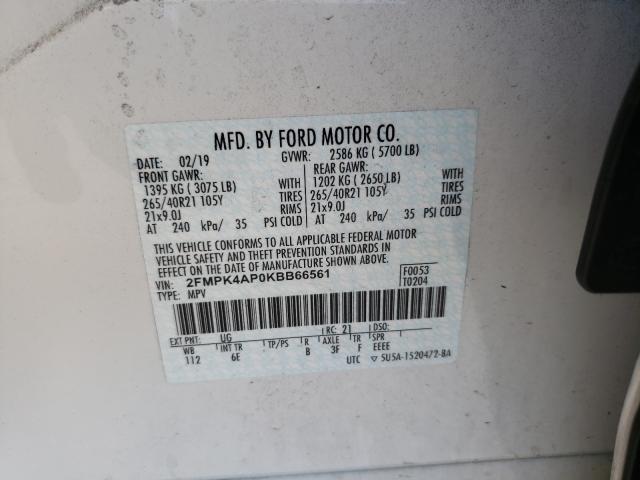 MFD. BY FORD MOTOR CO.
DATE: 02/19 GVWR: 2586 KG ( 5700 LB)
FRONT GAWR: REAR GAWR:
1395 KG ( 3075 LB) WITH 1202 KG ( 2650 LB) WITH
265/40R21 105Y TIRES 265/40R21 105Y TIRES
21x9.0J RIMS 21x9.0J RIMS
AT 240 kPa/ 35 PSI COLD AT 240 kPa/ 35 PSI COLD
THIS VEHICLE CONFORMS TO ALL APPLICABLE FEDERAL MOTOR
VEHICLE SAFETY AND THEFT PREVENTION STANDARDS IN
EFFECT ON THE DATE OF MANUFACTURE SHOWN ABOVE.
VIN: 2FMPK4AP0KBB66561 F0053
TYPE: MPV T0204
EXT PNT: UG RC: 21 DSO:
WB INT TR TP/PS R AXLE TR SPR
112 6E B 3F F EEEE
UTC ▽ 5U5A-1520472-BA